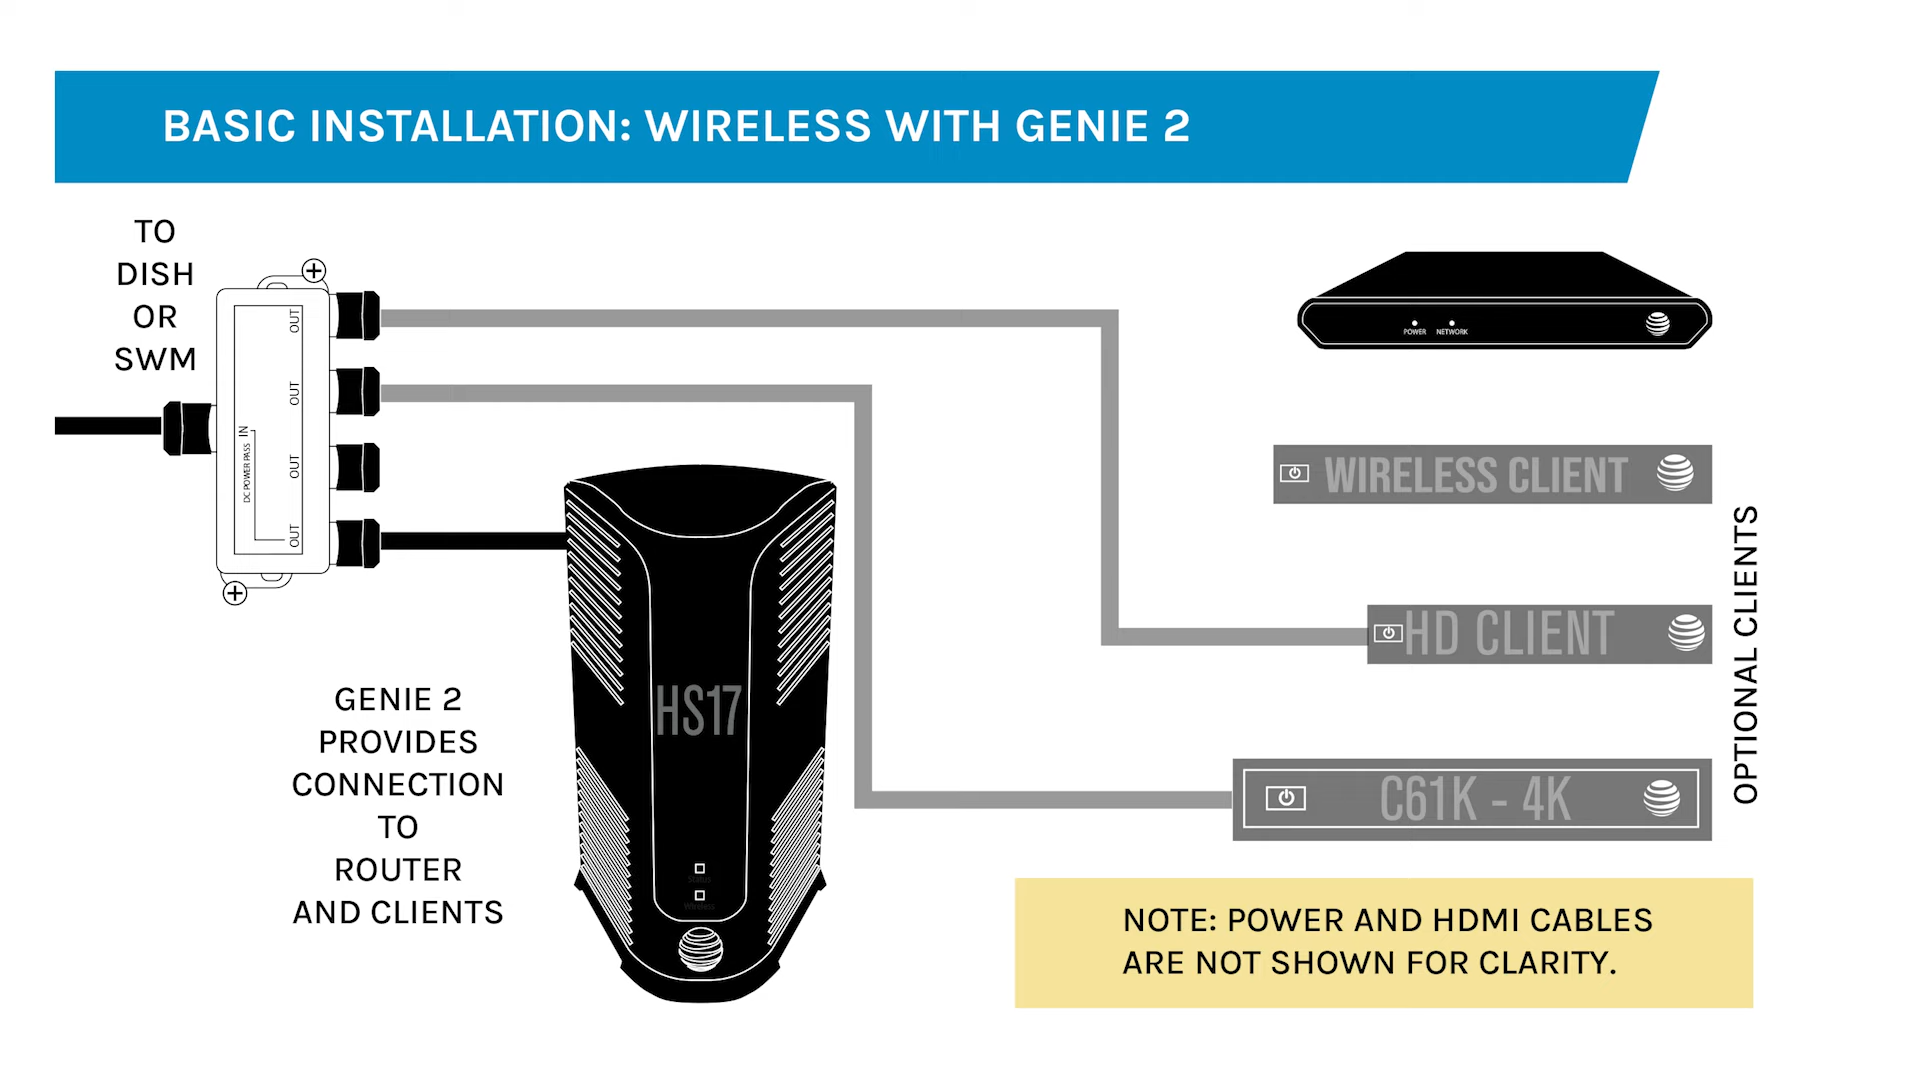 BASIC INSTALLATION: WIRELESS WITH GENIE 2
TO
DISH
OR
SWM
OUT
OUT
OUT
OUT
IN
DC POWER PASS
POWER
NETWORK
WIRELESS CLIENT
HD CLIENT
C61K - 4K
OPTIONAL CLIENTS
HS17
Status
Wireless
GENIE 2
PROVIDES
CONNECTION
TO
ROUTER
AND CLIENTS
NOTE: POWER AND HDMI CABLES
ARE NOT SHOWN FOR CLARITY.